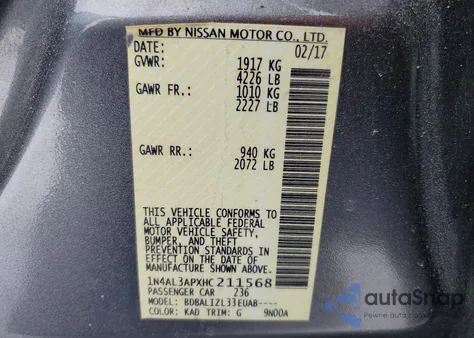 MFD BY NISSAN MOTOR CO., LTD.
DATE: 02/17
GVWR: 1917 KG
4226 LB
GAWR FR.: 1010 KG
2227 LB
GAWR RR.: 940 KG
2072 LB
THIS VEHICLE CONFORMS TO
ALL APPLICABLE FEDERAL
MOTOR VEHICLE SAFETY,
BUMPER, AND THEFT
PREVENTION STANDARDS IN
EFFECT ON THE DATE OF
MANUFACTURE SHOWN ABOVE.
1N4AL3APXHC211568
PASSENGER CAR 236
MODEL: BDBALIZL33EUAB----
COLOR: KAD TRIM: G 9N00A
autoSnap
Pewne auto